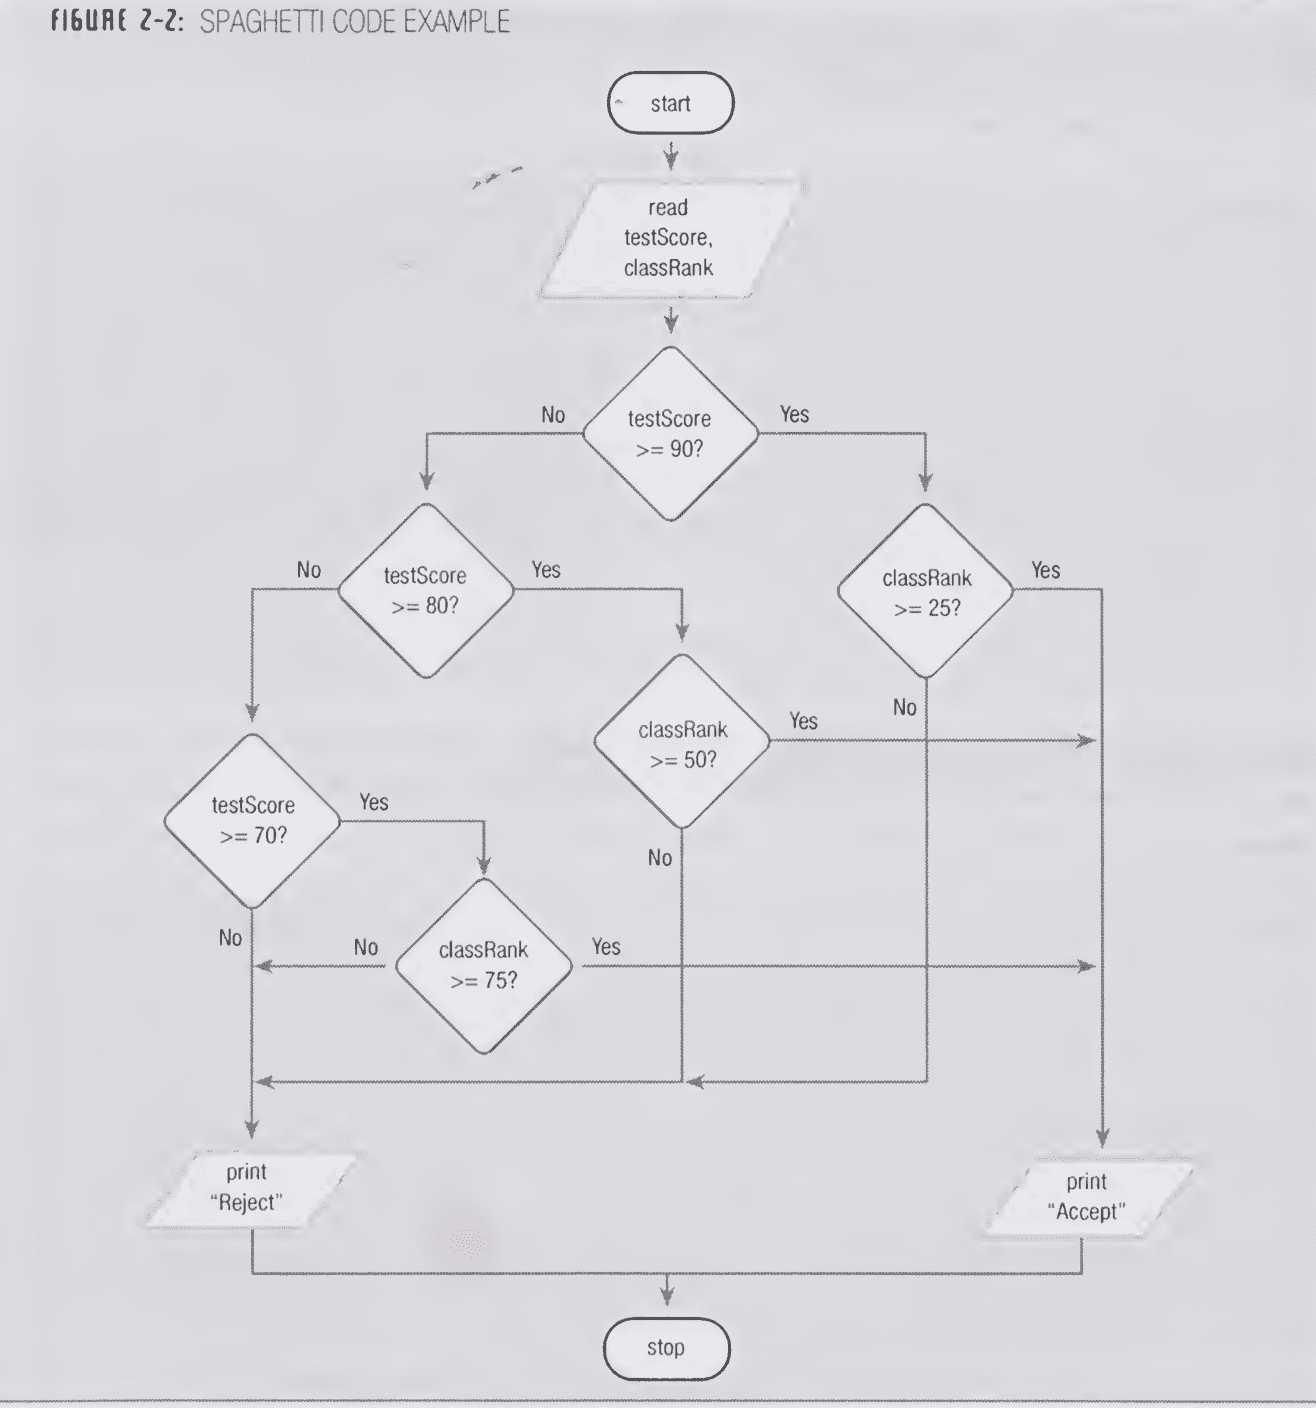 FIGURE 2-2: SPAGHETTI CODE EXAMPLE
start
read
testScore,
classRank
testScore
>= 90?
No
Yes
testScore
>= 80?
No
Yes
classRank
>= 25?
Yes
No
classRank
>= 50?
Yes
No
testScore
>= 70?
Yes
No
classRank
>= 75?
No
Yes
print
“Reject”
print
“Accept”
stop